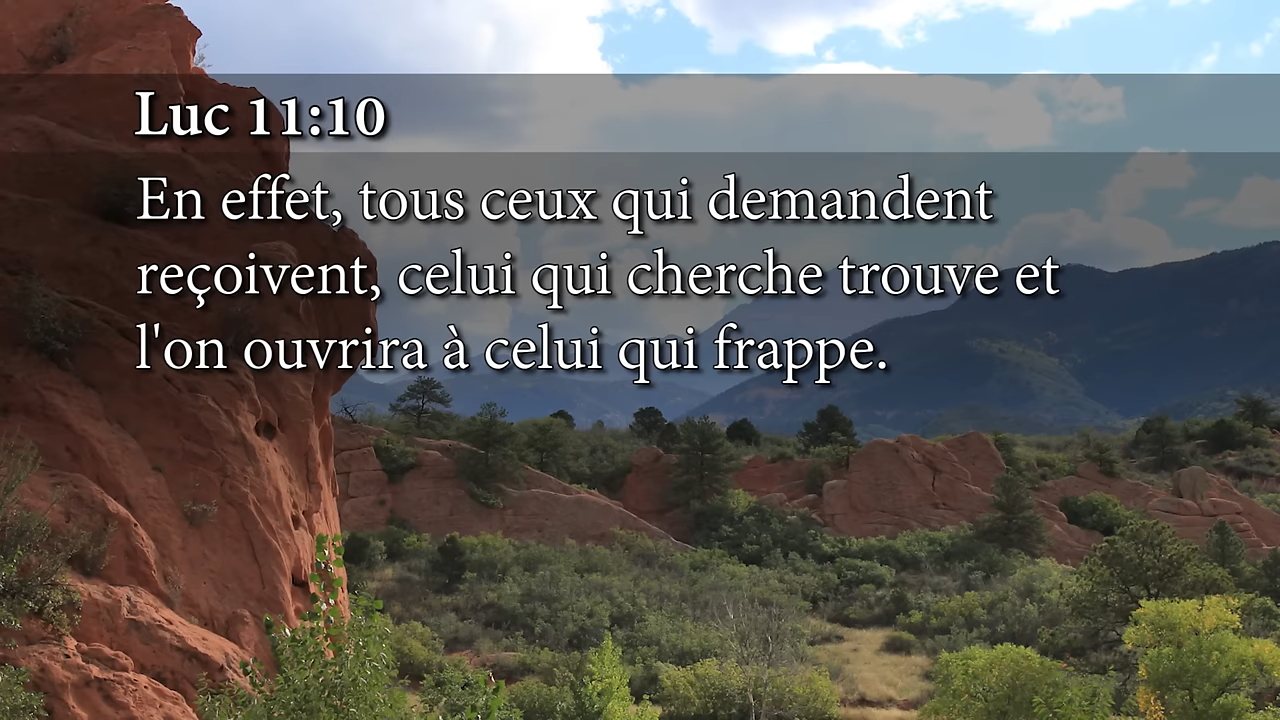 Luc 11:10
En effet, tous ceux qui demandent
reçoivent, celui qui cherche trouve et
l'on ouvrira à celui qui frappe.